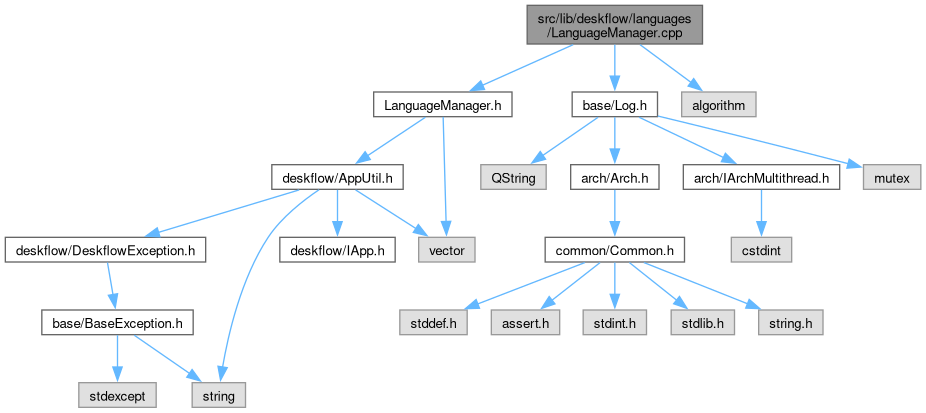 src/lib/deskflow/languages
/LanguageManager.cpp
LanguageManager.h
base/Log.h
algorithm
deskflow/AppUtil.h
QString
arch/Arch.h
arch/IArchMultithread.h
mutex
deskflow/DeskflowException.h
deskflow/IApp.h
vector
common/Common.h
cstdint
base/BaseException.h
stddef.h
assert.h
stdint.h
stdlib.h
string.h
stdexcept
string